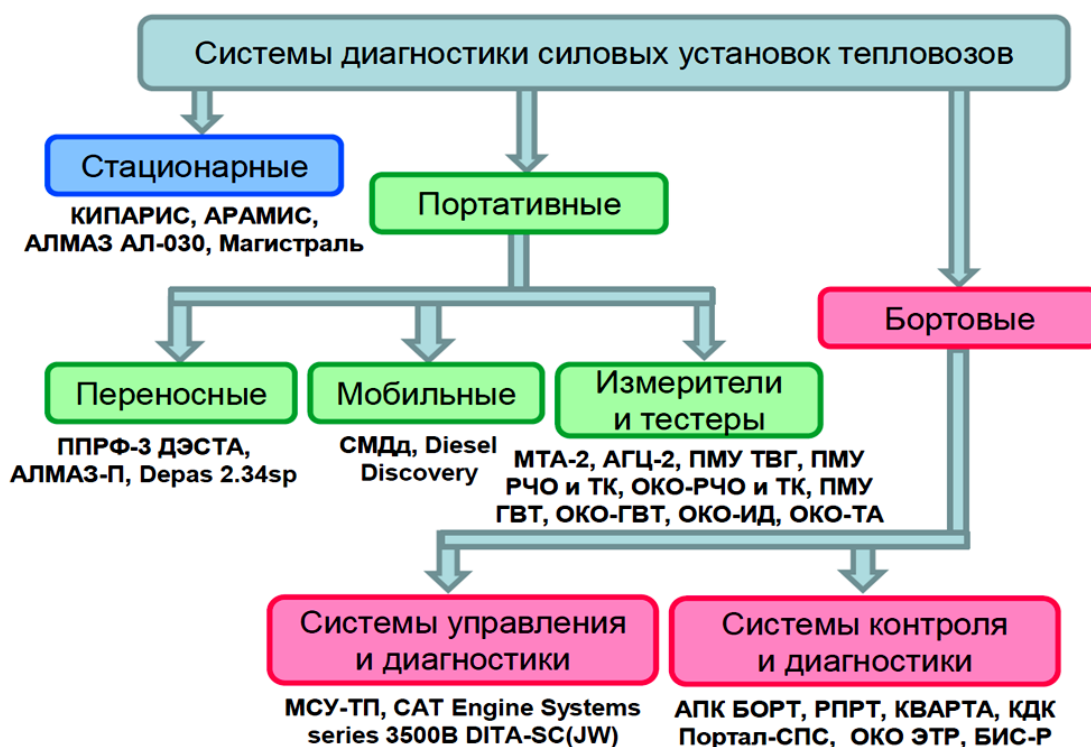 Системы диагностики силовых установок тепловозов
Стационарные
КИПАРИС, АРАМИС,
АЛМАЗ АЛ-030, Магистраль
Портативные
Бортовые
Переносные
ППРФ-3 ДЭСТА,
АЛМАЗ-П, Depas 2.34sp
Мобильные
СМДд, Diesel
Discovery
Измерители
и тестеры
МТА-2, АГЦ-2, ПМУ ТВГ, ПМУ
РЧО и ТК, ОКО-РЧО и ТК, ПМУ
ГВТ, ОКО-ГВТ, ОКО-ИД, ОКО-ТА
Системы управления
и диагностики
МСУ-ТП, CAT Engine Systems
series 3500B DITA-SC(JW)
Системы контроля
и диагностики
АПК БОРТ, РПРТ, КВАРТА, КДК
Портал-СПС, ОКО ЭТР, БИС-Р